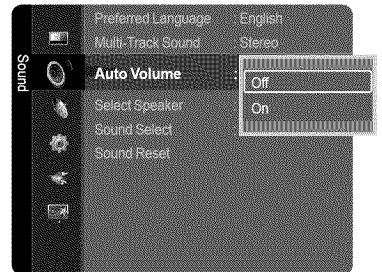 Sound
Preferred Language : English
Multi-Track Sound : Stereo
Auto Volume :
Off
On
Select Speaker
Sound Select
Sound Reset